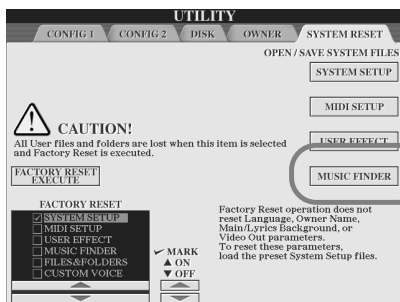 UTILITY
CONFIG 1 CONFIG 2 DISK OWNER SYSTEM RESET
OPEN / SAVE SYSTEM FILES
SYSTEM SETUP
MIDI SETUP
USER EFFECT
MUSIC FINDER
CAUTION!
All User files and folders are lost when this item is selected
and Factory Reset is executed.
FACTORY RESET
EXECUTE
FACTORY RESET
SYSTEM SETUP
MIDI SETUP
USER EFFECT
MUSIC FINDER
FILES&FOLDERS
CUSTOM VOICE
MARK
▲ ON
▼ OFF
Factory Reset operation does not
reset Language, Owner Name,
Main/Lyrics Background, or
Video Out parameters.
To reset these parameters,
load the preset System Setup files.